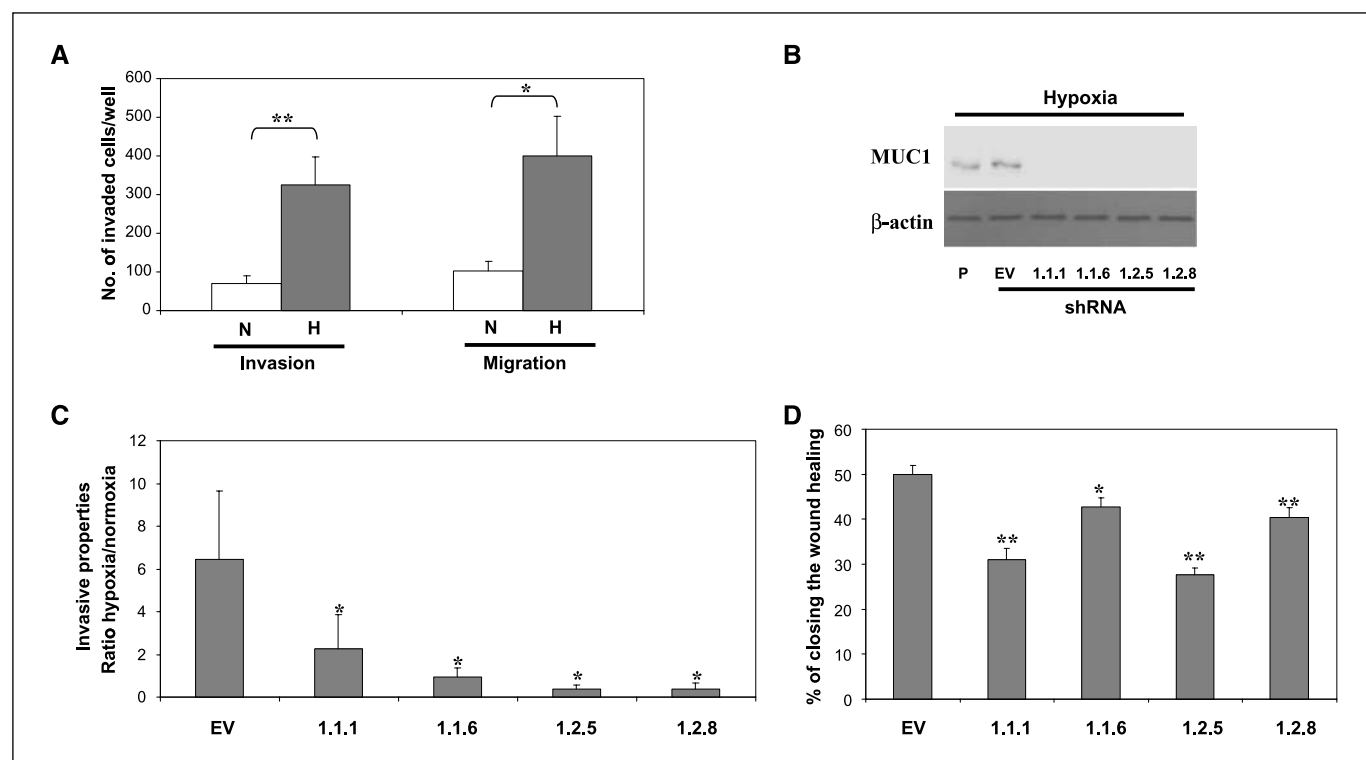 A
No. of invaded cells/well
600
500
400
300
200
100
0
**
*
N H N H
Invasion Migration
B
Hypoxia
MUC1
β-actin
P EV 1.1.1 1.1.6 1.2.5 1.2.8
shRNA
C
Invasive properties
Ratio hypoxia/normoxia
12
10
8
6
4
2
0
* * * *
EV 1.1.1 1.1.6 1.2.5 1.2.8
D
% of closing the wound healing
60
50
40
30
20
10
0
** * ** **
EV 1.1.1 1.1.6 1.2.5 1.2.8